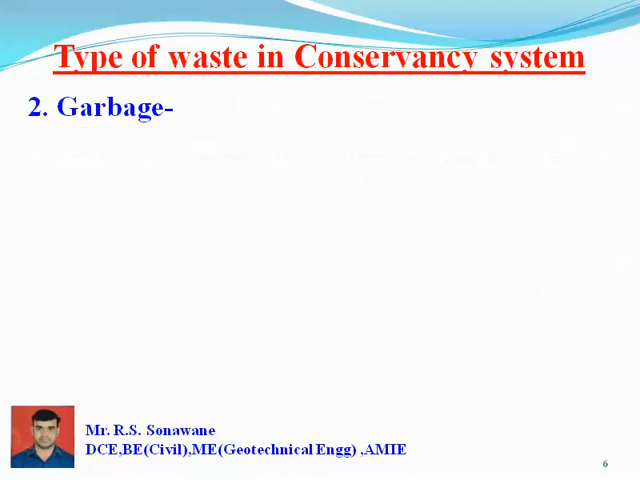 Type of waste in Conservancy system
2. Garbage-
Mr. R.S. Sonawane
DCE,BE(Civil),ME(Geotechnical Engg) ,AMIE
6